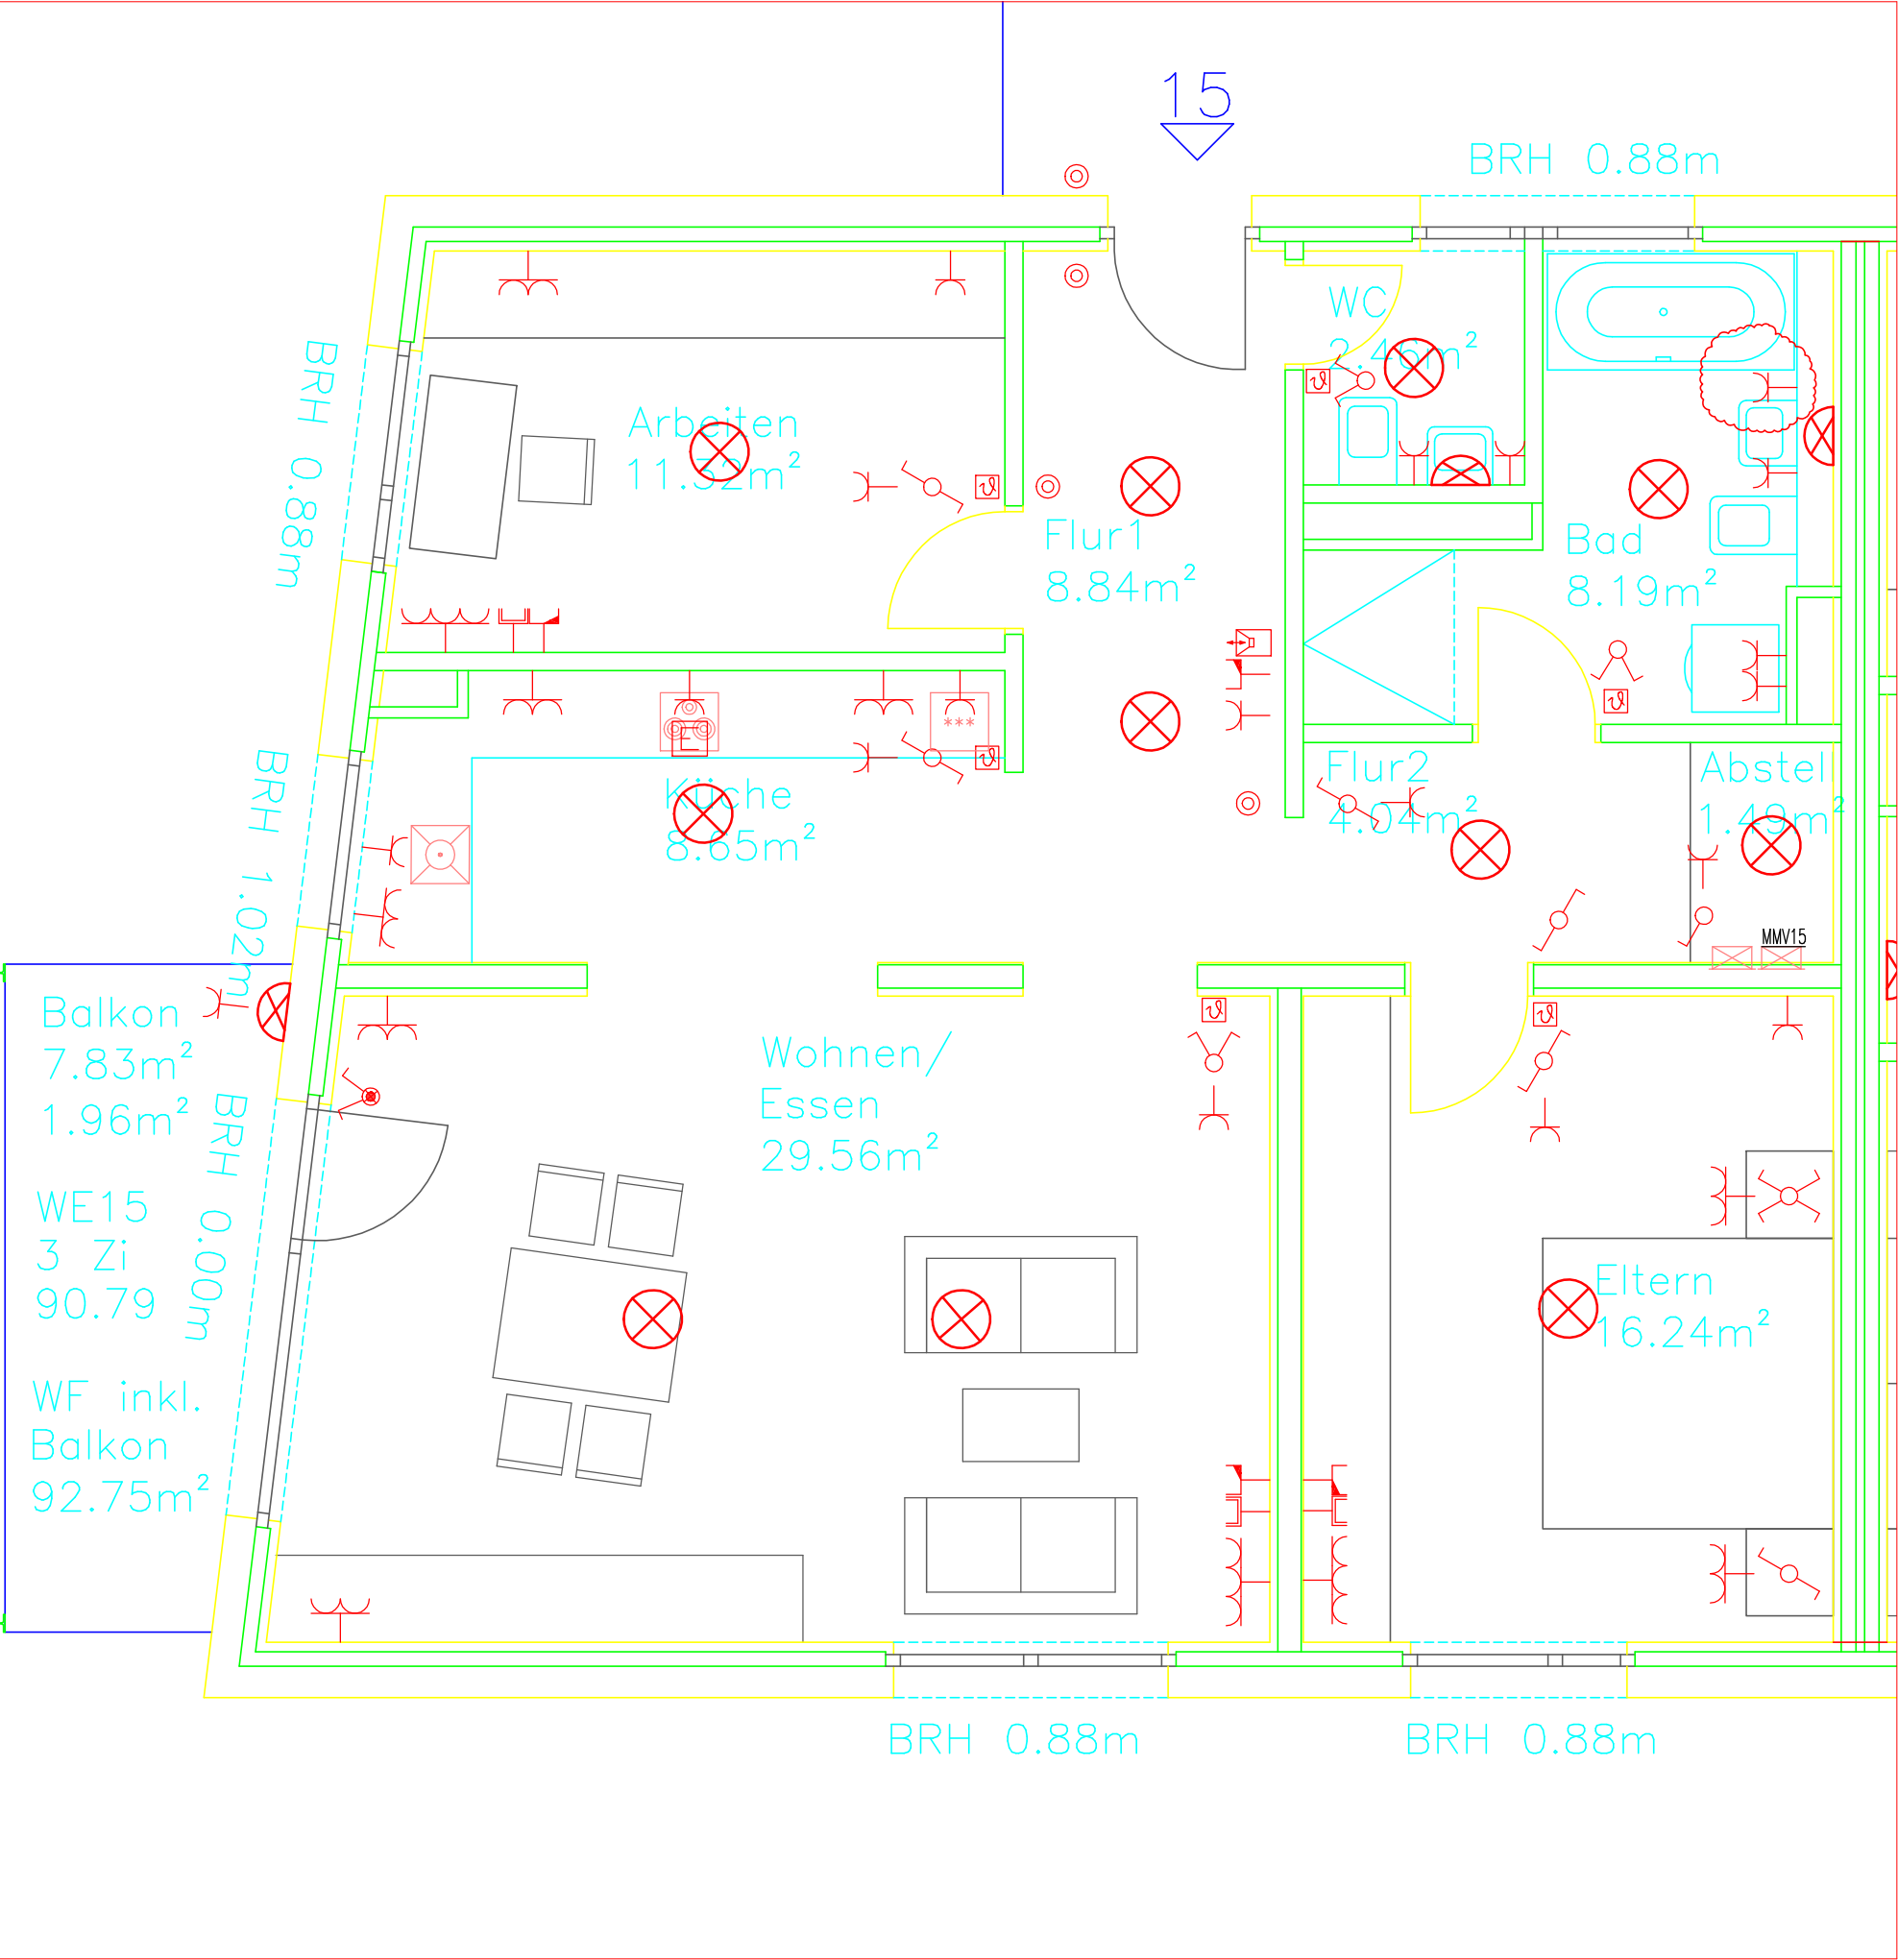 15
BRH 0.88m
WC
2.46m²
BRH 0.88m
Arbeiten
11.32m²
Flur1
8.84m²
Bad
8.19m²
BRH 1.02m
E
***
Küche
8.65m²
Flur2
4.04m²
Abstell
1.49m²
MMV15
Balkon
7.83m²
1.96m²
Wohnen/
Essen
29.56m²
BRH 0.00m
WE15
3 Zi
90.79
Eltern
16.24m²
WF inkl.
Balkon
92.75m²
BRH 0.88m
BRH 0.88m